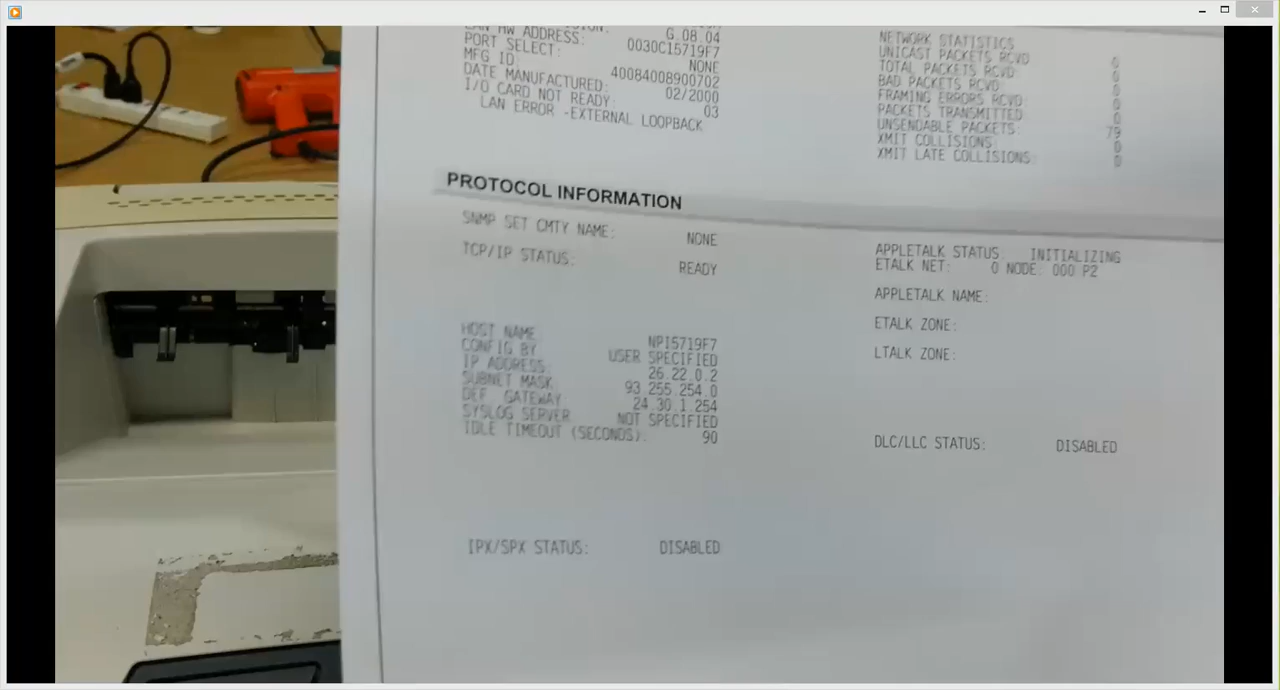 LAN HW ADDRESS: G.08.04
PORT SELECT: 0030C15719F7
MFG ID: NONE
DATE MANUFACTURED: 40084008900702
I/O CARD NOT READY: 02/2000
LAN ERROR -EXTERNAL LOOPBACK 03
NETWORK STATISTICS
UNICAST PACKETS RCVD 0
TOTAL PACKETS RCVD: 0
BAD PACKETS RCVD: 0
FRAMING ERRORS RCVD: 0
PACKETS TRANSMITTED: 0
UNSENDABLE PACKETS: 79
XMIT COLLISIONS: 0
XMIT LATE COLLISIONS: 0
PROTOCOL INFORMATION
SNMP SET CMTY NAME: NONE
TCP/IP STATUS: READY
HOST NAME NPI5719F7
CONFIG BY USER SPECIFIED
IP ADDRESS: 26.22.0.2
SUBNET MASK 93.255.254.0
DEF. GATEWAY 24.30.1.254
SYSLOG SERVER NOT SPECIFIED
IDLE TIMEOUT (SECONDS): 90
IPX/SPX STATUS: DISABLED
APPLETALK STATUS INITIALIZING
ETALK NET: 0 NODE: 000 P2
APPLETALK NAME:
ETALK ZONE:
LTALK ZONE:
DLC/LLC STATUS: DISABLED